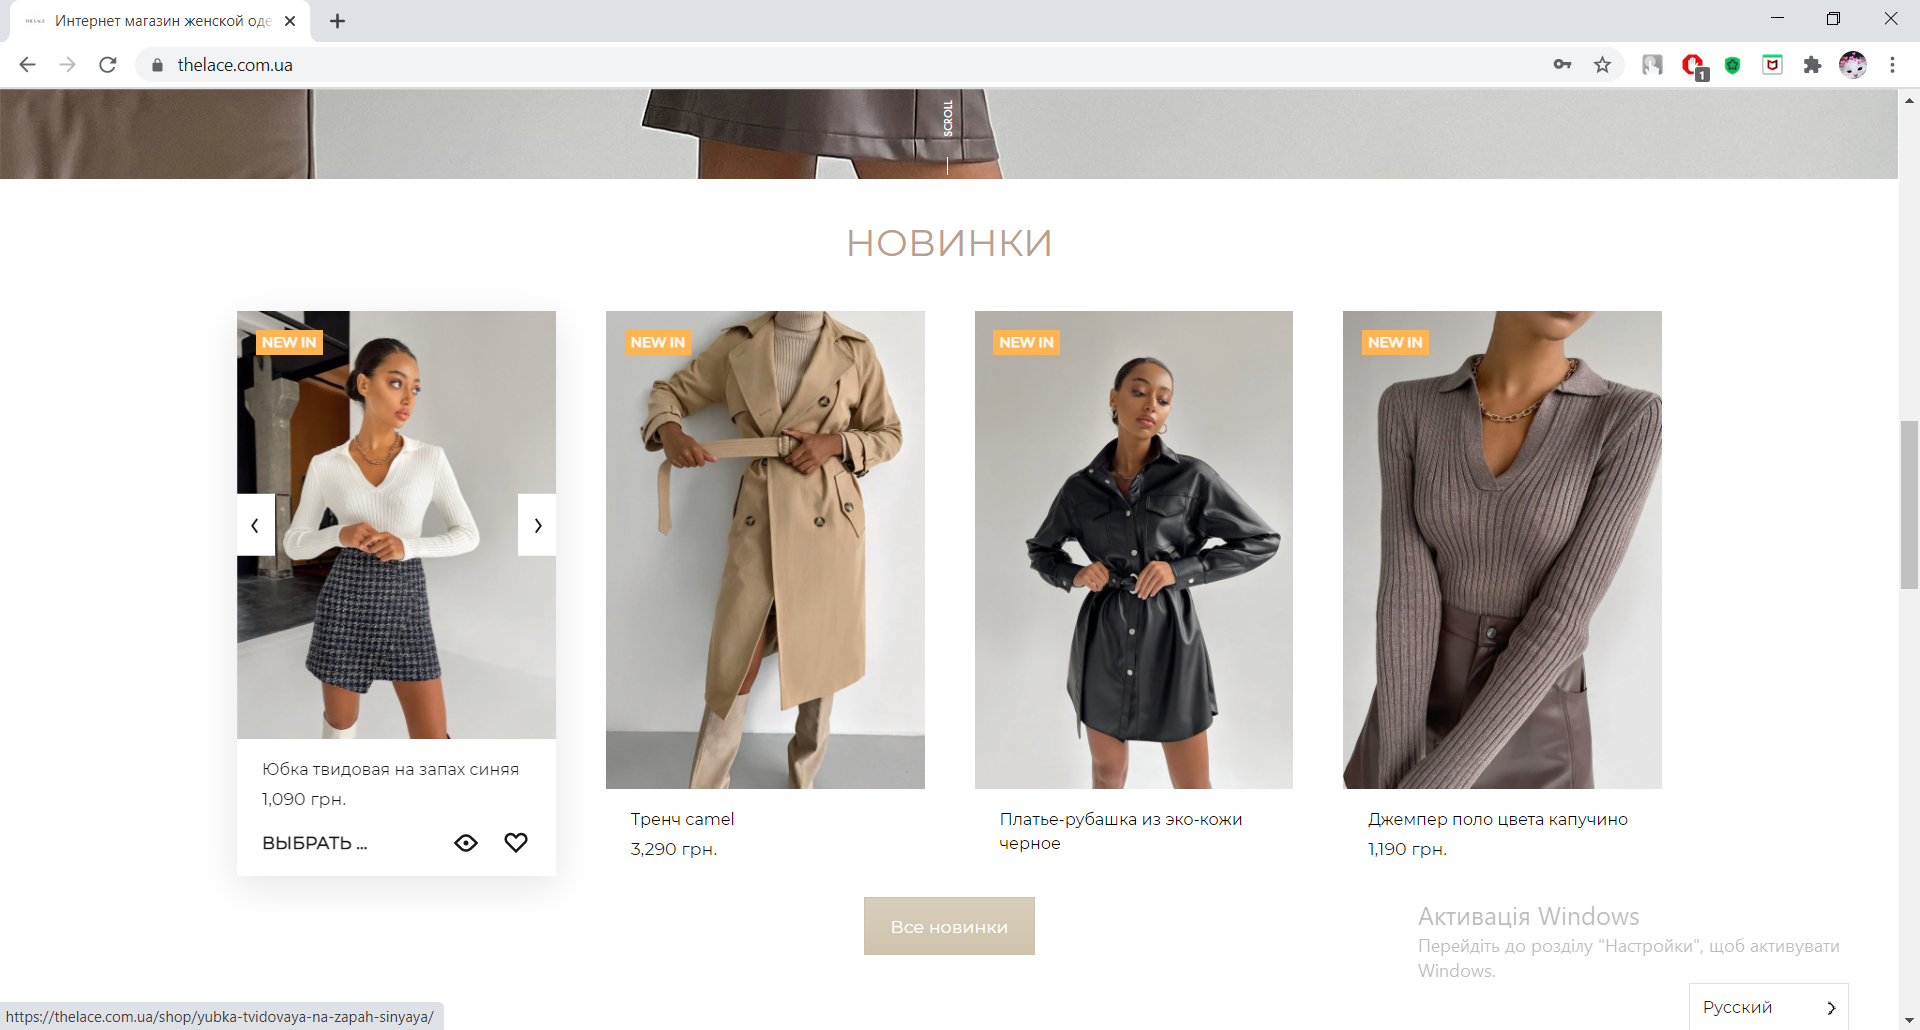 Интернет магазин женской оде
thelace.com.ua
1
SCROLL
НОВИНКИ
NEW IN
NEW IN
NEW IN
NEW IN
Юбка твидовая на запах синяя
1,090 грн.
ВЫБРАТЬ ...
Тренч camel
3,290 грн.
Платье-рубашка из эко-кожи
черное
Джемпер поло цвета капучино
1,190 грн.
Все новинки
Активація Windows
Перейдіть до розділу "Настройки", щоб активувати
Windows.
Русский
https://thelace.com.ua/shop/yubka-tvidovaya-na-zapah-sinyaya/